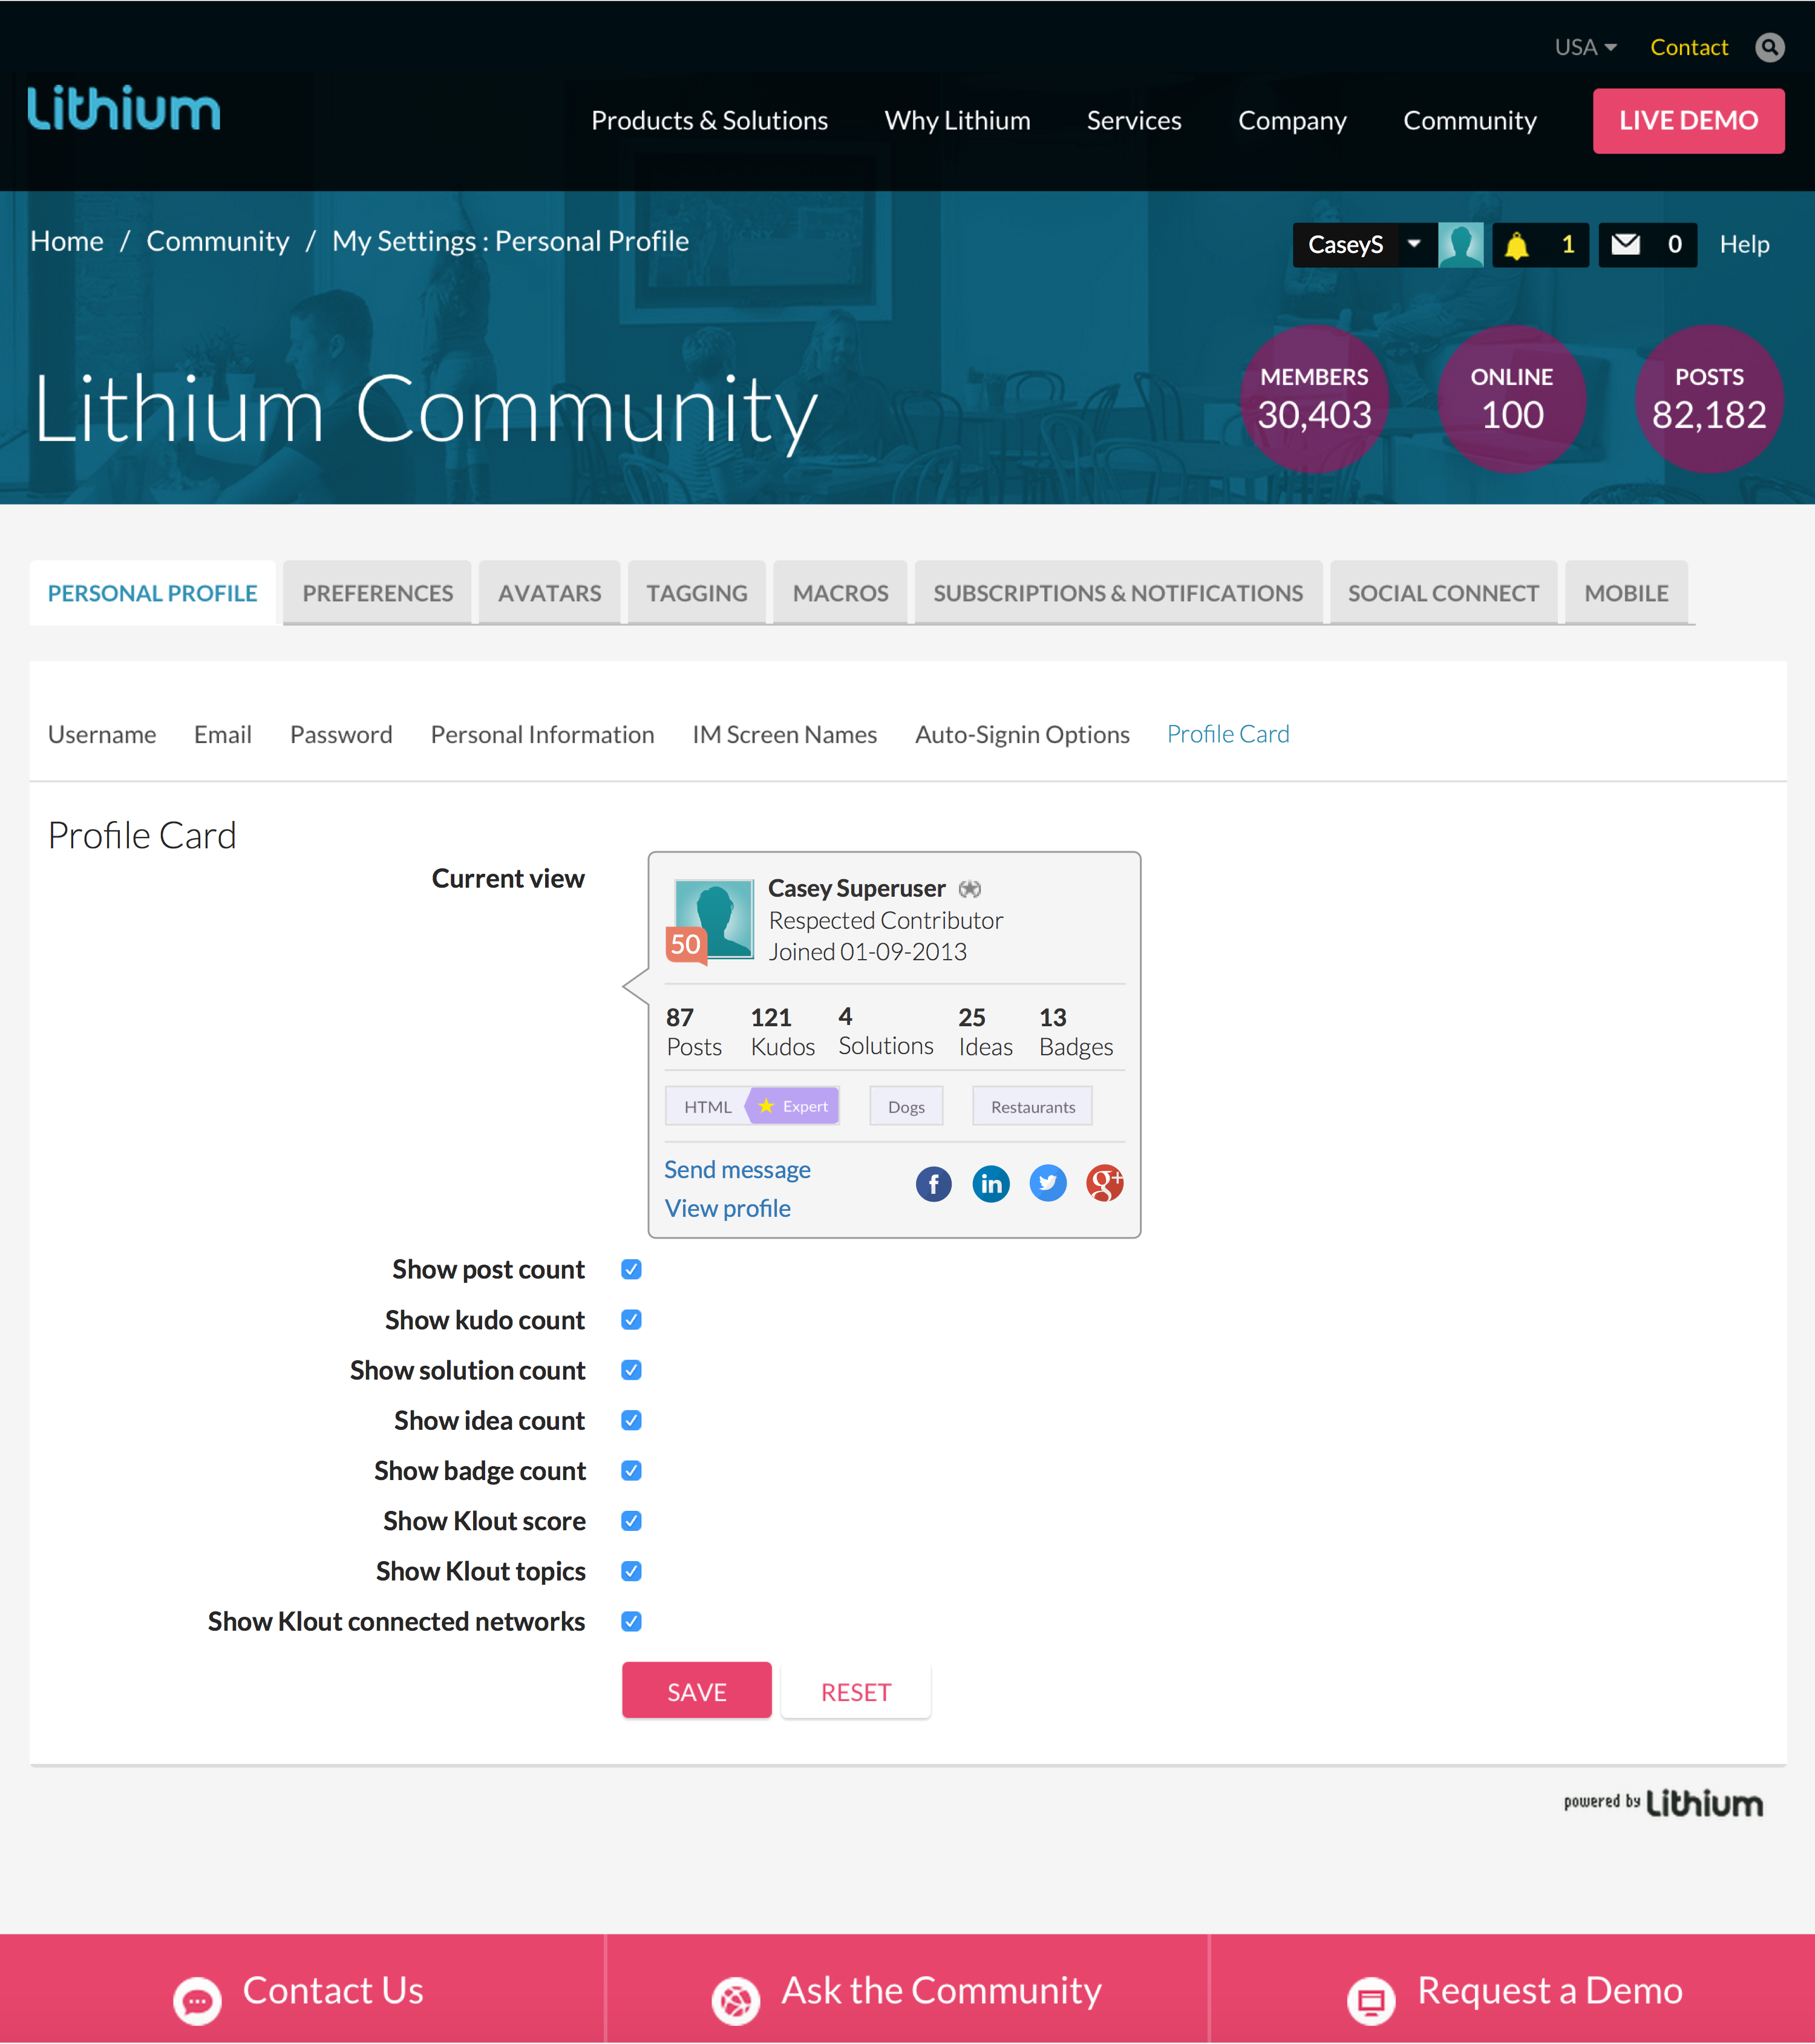 USA Contact
Lithium
Products & Solutions Why Lithium Services Company Community LIVE DEMO
Home / Community / My Settings : Personal Profile
CaseyS 1 0 Help
Lithium Community
MEMBERS 30,403
ONLINE 100
POSTS 82,182
PERSONAL PROFILE PREFERENCES AVATARS TAGGING MACROS SUBSCRIPTIONS & NOTIFICATIONS SOCIAL CONNECT MOBILE
Username Email Password Personal Information IM Screen Names Auto-Signin Options Profile Card
Profile Card
Current view
Casey Superuser
Respected Contributor
50
Joined 01-09-2013
87 121 4 25 13
Posts Kudos Solutions Ideas Badges
HTML Expert Dogs Restaurants
Send message
f in g+
View profile
Show post count
Show kudo count
Show solution count
Show idea count
Show badge count
Show Klout score
Show Klout topics
Show Klout connected networks
SAVE RESET
powered by Lithium
Contact Us Ask the Community Request a Demo